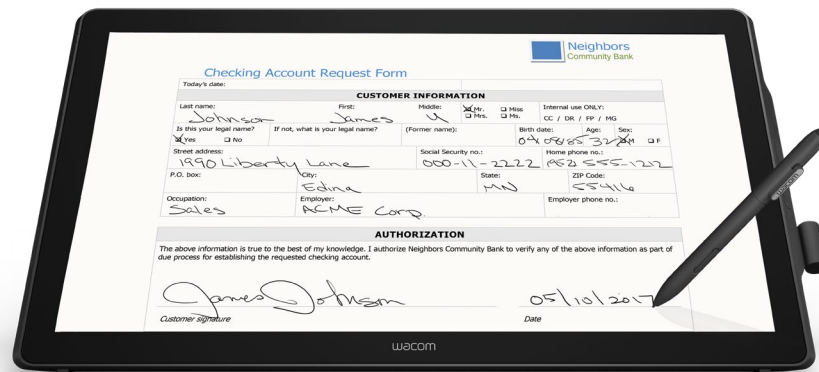 Neighbors
Community Bank
Checking Account Request Form
Today's date:
CUSTOMER INFORMATION
Last name: First: Middle: Mr. Miss Internal use ONLY:
Johnson James Mrs. Ms. CC / DR / FP / MG
Is this your legal name? If not, what is your legal name? (Former name): Birth date: Age: Sex:
Yes No 04/08/85 32 M F
Street address: Social Security no.: Home phone no.:
1990 Liberty Lane 000-11-2222 (952) 555-1212
P.O. box: City: State: ZIP Code:
Edina MN 55416
Occupation: Employer: Employer phone no.:
Sales ACME Corp.
AUTHORIZATION
The above information is true to the best of my knowledge. I authorize Neighbors Community Bank to verify any of the above information as part of
due process for establishing the requested checking account.
James Johnson 05/10/2017
Customer signature Date
wacom